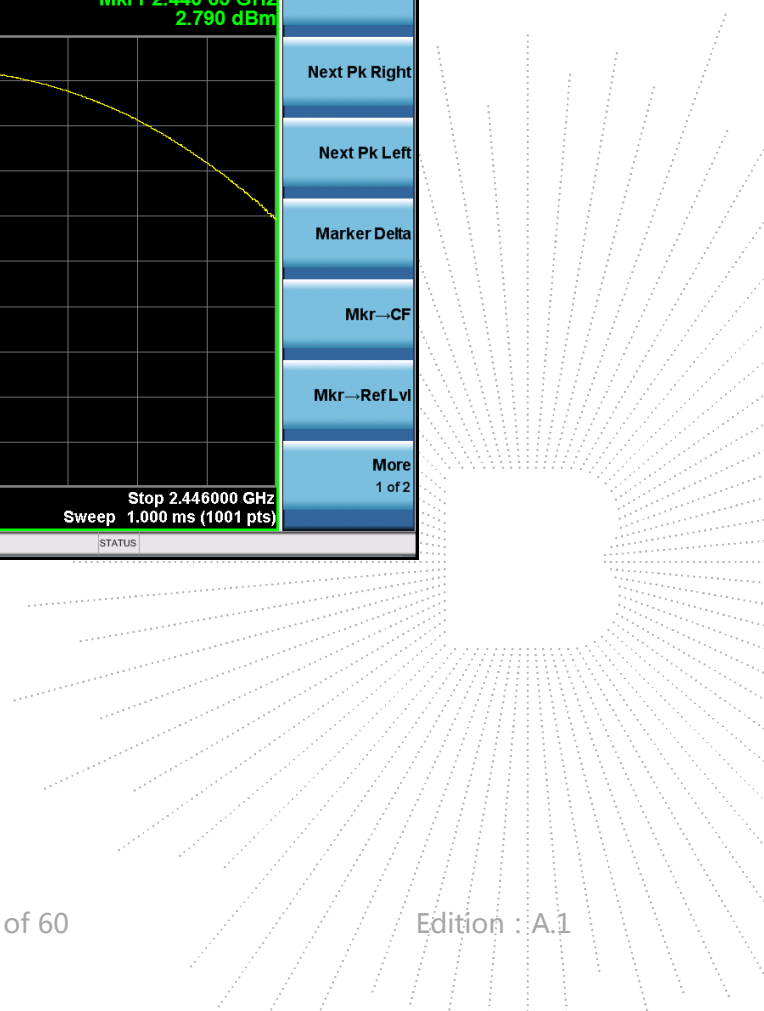 2.790 dBm
Next Pk Right
Next Pk Left
Marker Delta
Mkr→CF
Mkr→Ref Lvl
More
1 of 2
Stop 2.446000 GHz
Sweep 1.000 ms (1001 pts)
STATUS
of 60
Edition：A.1